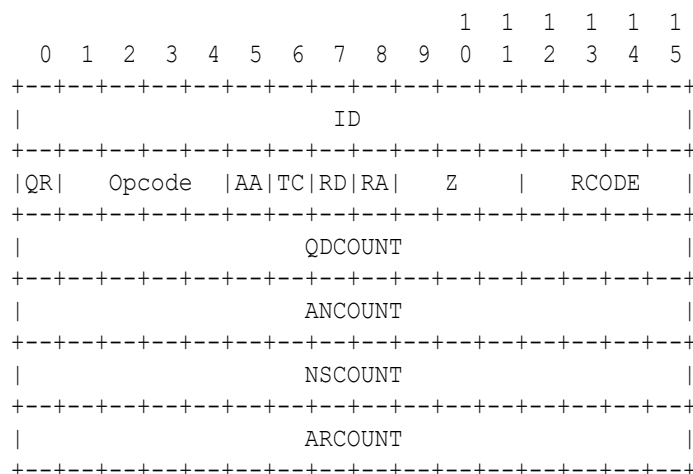 1  1  1  1  1  1
  0  1  2  3  4  5  6  7  8  9  0  1  2  3  4  5
+--+--+--+--+--+--+--+--+--+--+--+--+--+--+--+--+
|                      ID                       |
+--+--+--+--+--+--+--+--+--+--+--+--+--+--+--+--+
|QR|   Opcode  |AA|TC|RD|RA|   Z    |   RCODE   |
+--+--+--+--+--+--+--+--+--+--+--+--+--+--+--+--+
|                    QDCOUNT                    |
+--+--+--+--+--+--+--+--+--+--+--+--+--+--+--+--+
|                    ANCOUNT                    |
+--+--+--+--+--+--+--+--+--+--+--+--+--+--+--+--+
|                    NSCOUNT                    |
+--+--+--+--+--+--+--+--+--+--+--+--+--+--+--+--+
|                    ARCOUNT                    |
+--+--+--+--+--+--+--+--+--+--+--+--+--+--+--+--+